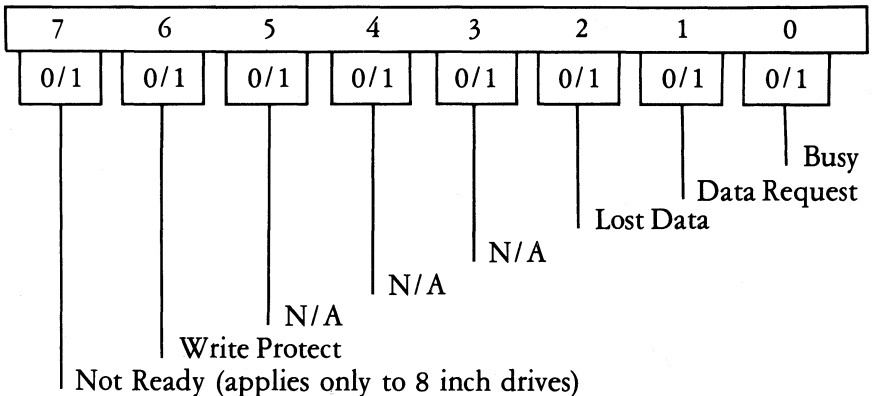 7 6 5 4 3 2 1 0
0/1 0/1 0/1 0/1 0/1 0/1 0/1 0/1
Busy
Data Request
Lost Data
N/A
N/A
N/A
Write Protect
Not Ready (applies only to 8 inch drives)